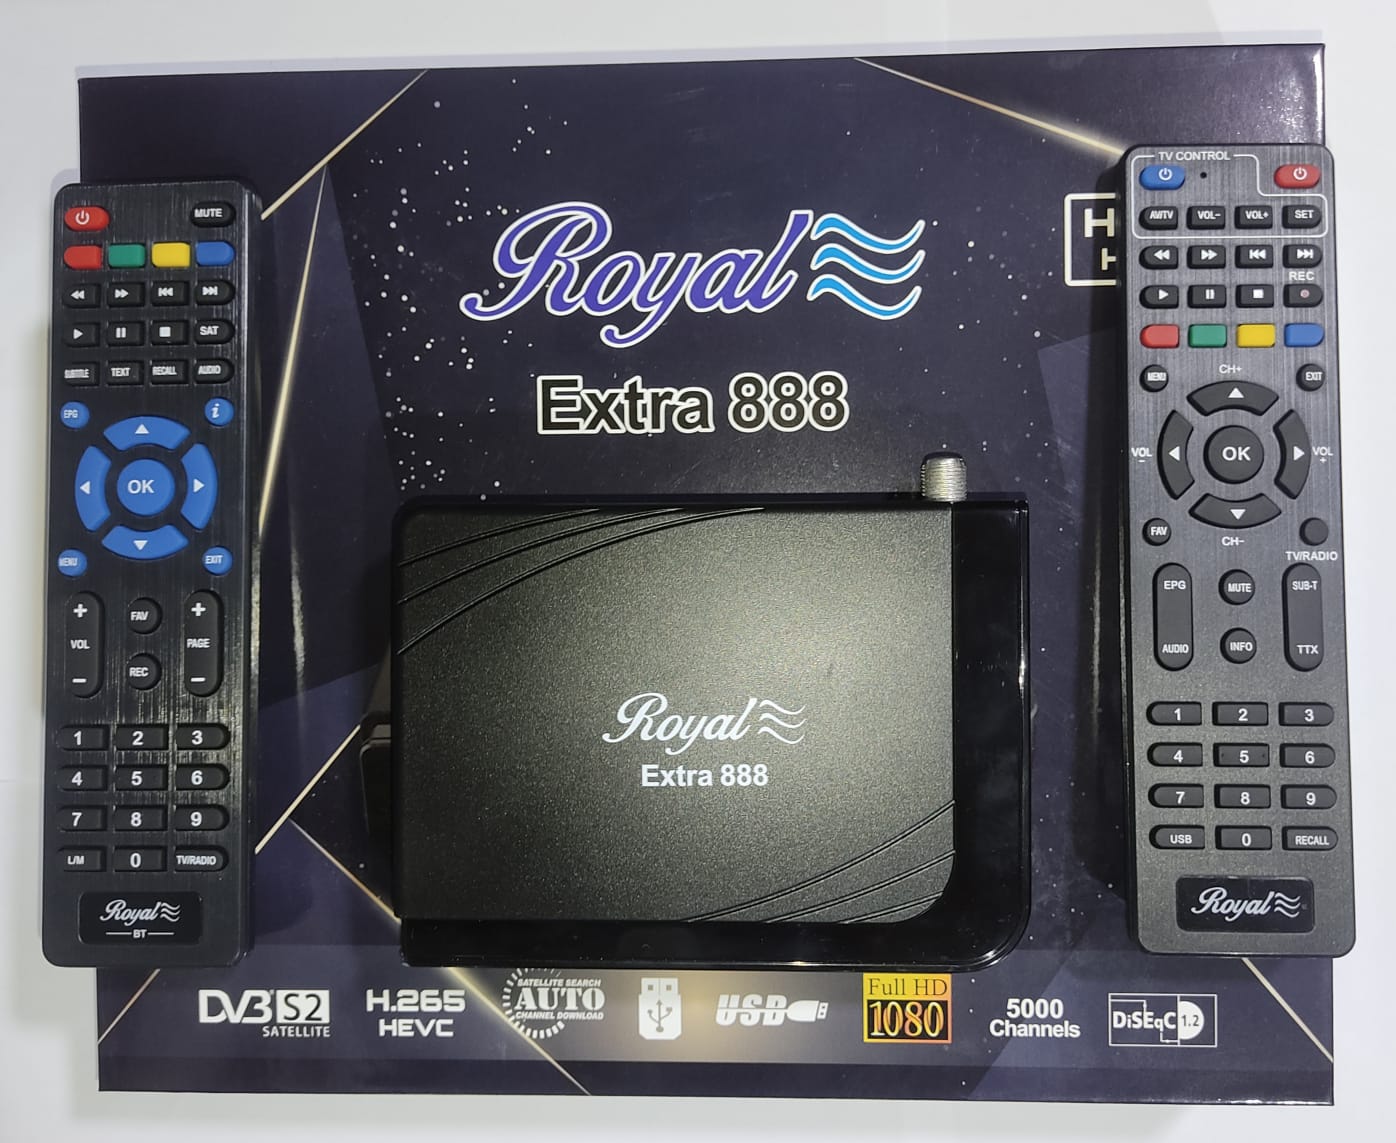 Royal
Extra 888
H
H
MUTE
SAT
SUBTITLE TEXT RECALL AUDIO
EPG i
OK
MENU EXIT
+ FAV +
VOL PAGE
- REC -
1 2 3
4 5 6
7 8 9
L/M 0 TV/RADIO
Royal
BT
Royal
Extra 888
TV CONTROL
AV/TV VOL- VOL+ SET
REC
MENU CH+ EXIT
VOL - OK VOL +
FAV CH-
TV/RADIO
EPG MUTE SUB-T
AUDIO INFO TTX
1 2 3
4 5 6
7 8 9
USB 0 RECALL
Royal
DVB S2
SATELLITE
H.265
HEVC
SATELLITE SEARCH
AUTO
CHANNEL DOWNLOAD
USB
Full HD
1080
5000
Channels
DiSEqC 1.2